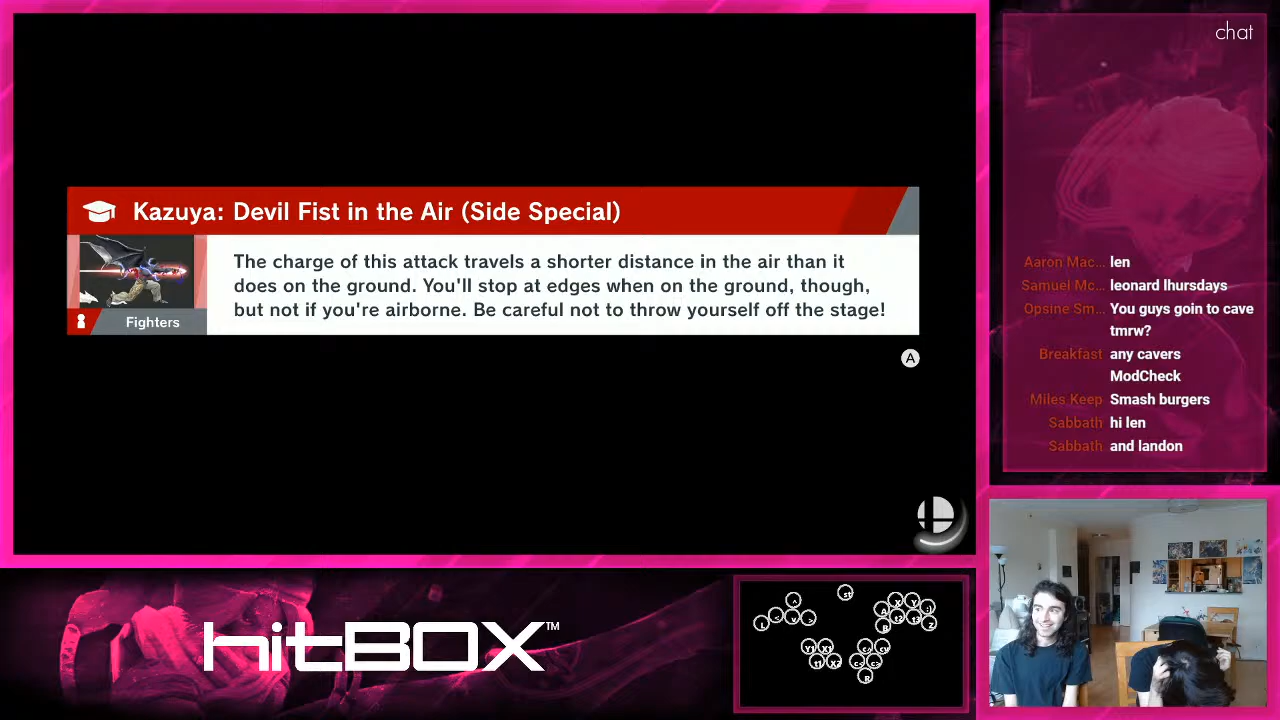 chat
Kazuya: Devil Fist in the Air (Side Special)
The charge of this attack travels a shorter distance in the air than it
does on the ground. You'll stop at edges when on the ground, though,
but not if you're airborne. Be careful not to throw yourself off the stage!
Fighters
A
Aaron Mac... len
Samuel Mc... leonard lhursdays
Opsine Sm... You guys goin to cave
tmrw?
Breakfast any cavers
ModCheck
Miles Keep Smash burgers
Sabbath hi len
Sabbath and landon
hitBOX™
st